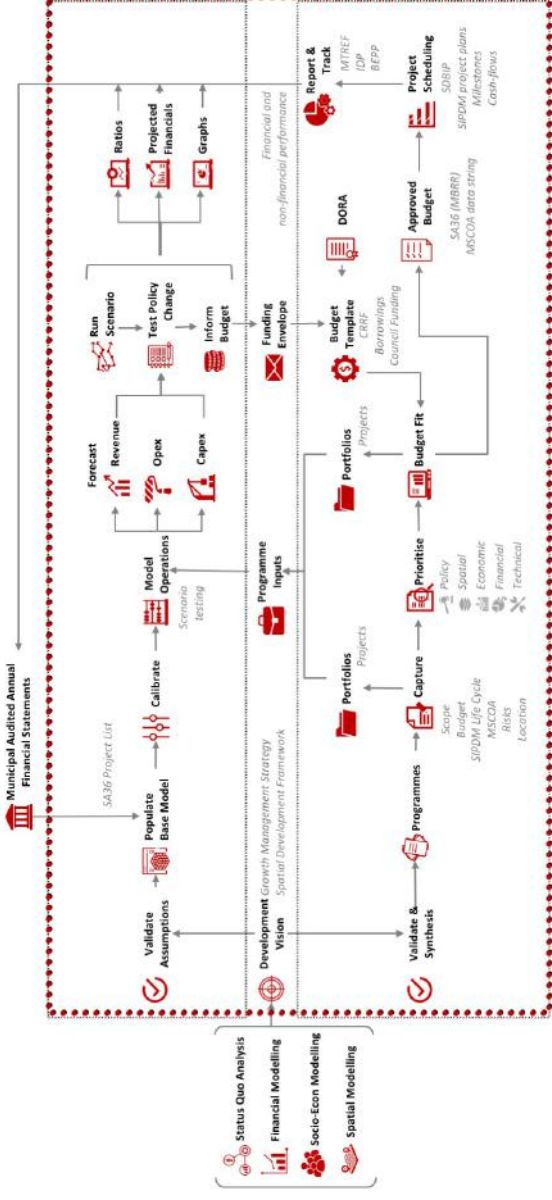 Municipal Audited Annual
Financial Statements
Status Quo Analysis
Financial Modelling
Socio-Econ Modelling
Spatial Modelling
Validate
Assumptions
SA36 Project List
Populate
Base Model
Calibrate
Model
Operations
Scenario
testing
Forecast
Revenue
Opex
Capex
Run
Scenario
Test Policy
Change
Inform
Budget
Ratios
Projected
Financials
Graphs
Development
Vision
Growth Management Strategy
Spatial Development Framework
Programme
Inputs
Funding
Envelope
Financial and
non-financial performance
Validate &
Synthesis
Programmes
Portfolios
Projects
Capture
Scope
Budget
SIPDM Life Cycle
MSCOA
Risks
Location
Prioritise
Policy
Spatial
Economic
Financial
Technical
Portfolios
Projects
Budget Fit
Budget
Template
CRRF
Borrowings
Council Funding
DORA
Approved
Budget
SA36 (MBRR)
MSCOA data string
Report &
Track
MTREF
IDP
BEPP
Project
Scheduling
SDBIP
SIPDM project plans
Milestones
Cash-flows